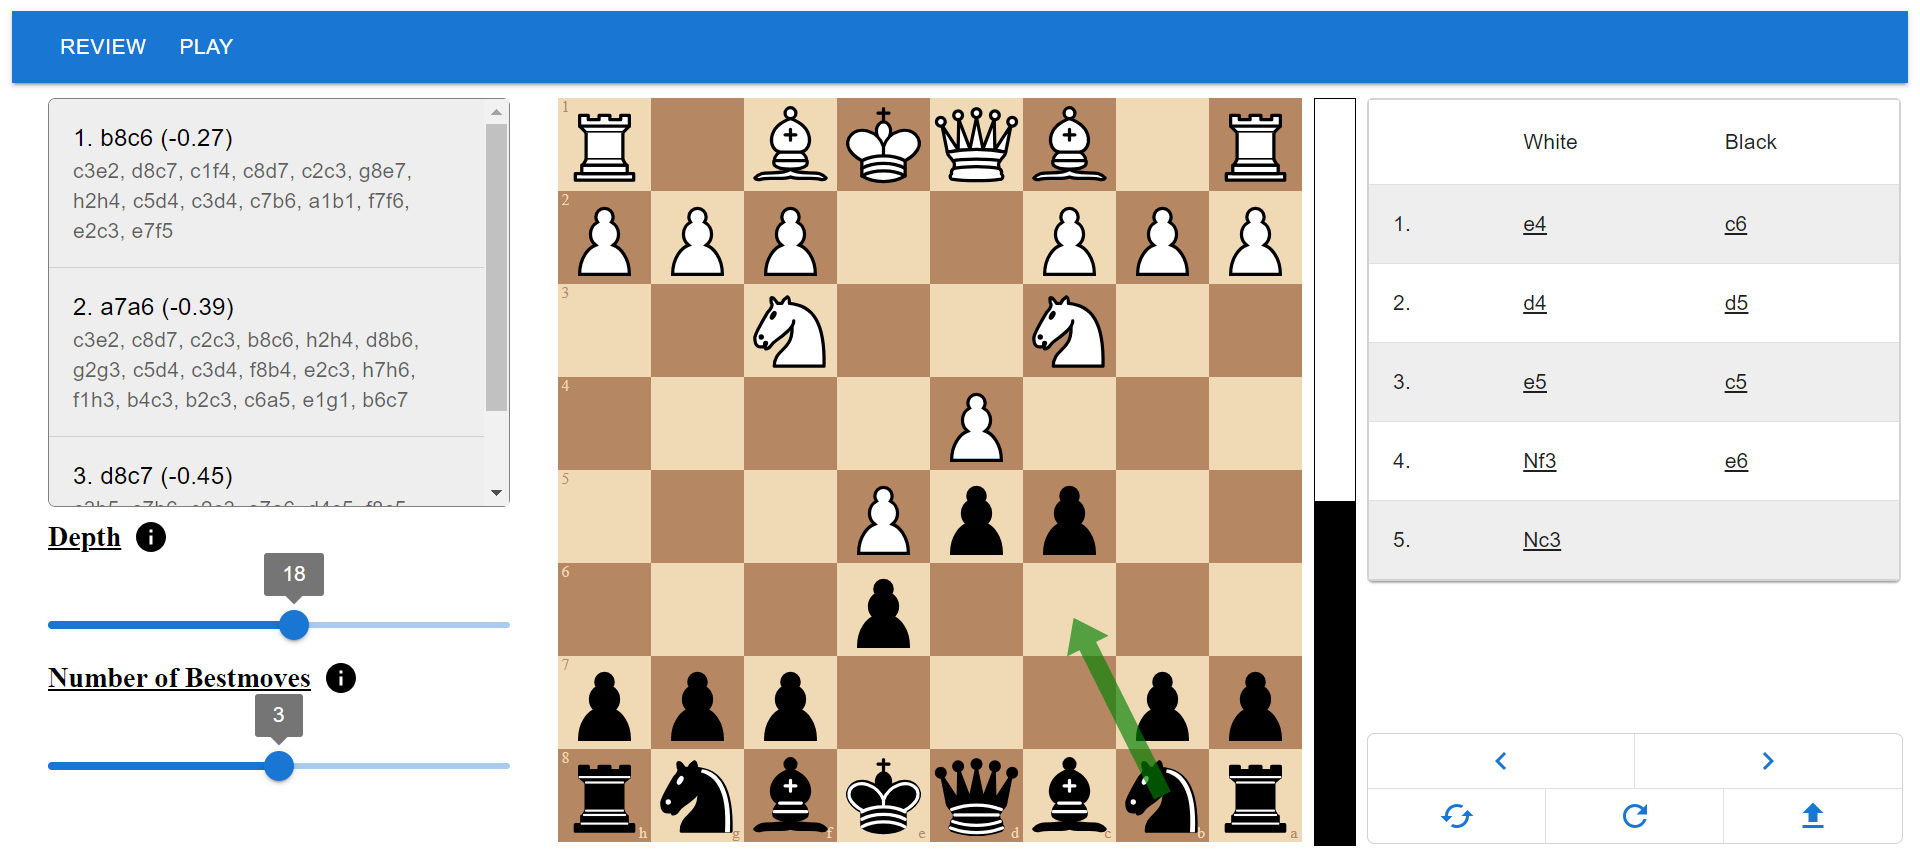 REVIEW PLAY
1. b8c6 (-0.27)
c3e2, d8c7, c1f4, c8d7, c2c3, g8e7,
h2h4, c5d4, c3d4, c7b6, a1b1, f7f6,
e2c3, e7f5
2. a7a6 (-0.39)
c3e2, c8d7, c2c3, b8c6, h2h4, d8b6,
g2g3, c5d4, c3d4, f8b4, e2c3, h7h6,
f1h3, b4c3, b2c3, c6a5, e1g1, b6c7
3. d8c7 (-0.45)
Depth
18
Number of Bestmoves
3
1
2
3
4
5
6
7
8
h g f e d c b a
White Black
1. e4 c6
2. d4 d5
3. e5 c5
4. Nf3 e6
5. Nc3